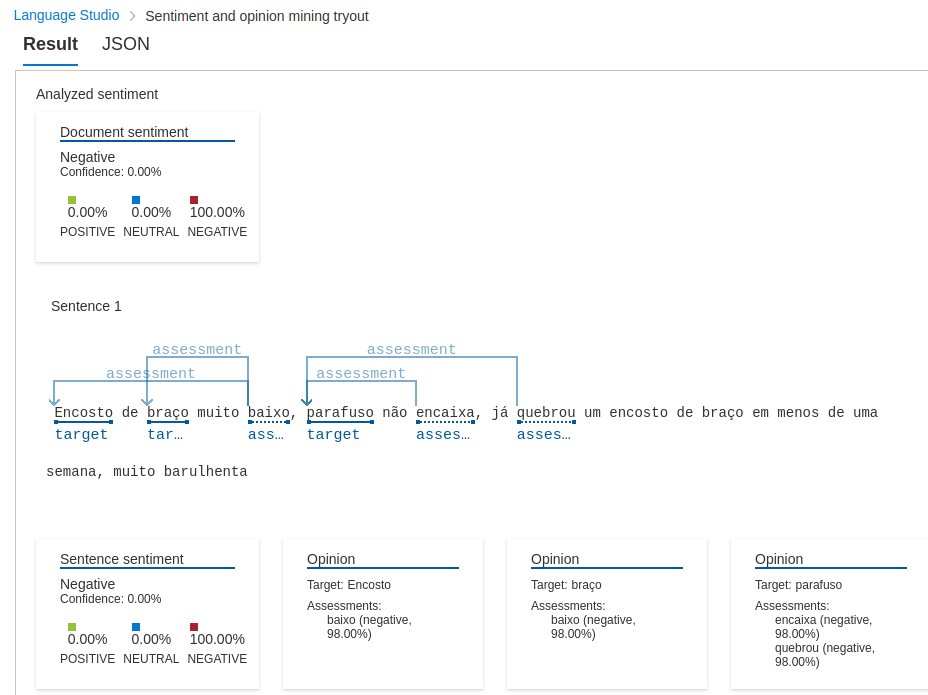 Language Studio > Sentiment and opinion mining tryout
Result JSON
Analyzed sentiment
Document sentiment
Negative
Confidence: 0.00%
0.00% 0.00% 100.00%
POSITIVE NEUTRAL NEGATIVE
Sentence 1
assessment assessment
assessment assessment
Encosto de braço muito baixo, parafuso não encaixa, já quebrou um encosto de braço em menos de uma
target tar… ass… target asses… asses…
semana, muito barulhenta
Sentence sentiment
Negative
Confidence: 0.00%
0.00% 0.00% 100.00%
POSITIVE NEUTRAL NEGATIVE
Opinion
Target: Encosto
Assessments:
baixo (negative,
98.00%)
Opinion
Target: braço
Assessments:
baixo (negative,
98.00%)
Opinion
Target: parafuso
Assessments:
encaixa (negative,
98.00%)
quebrou (negative,
98.00%)